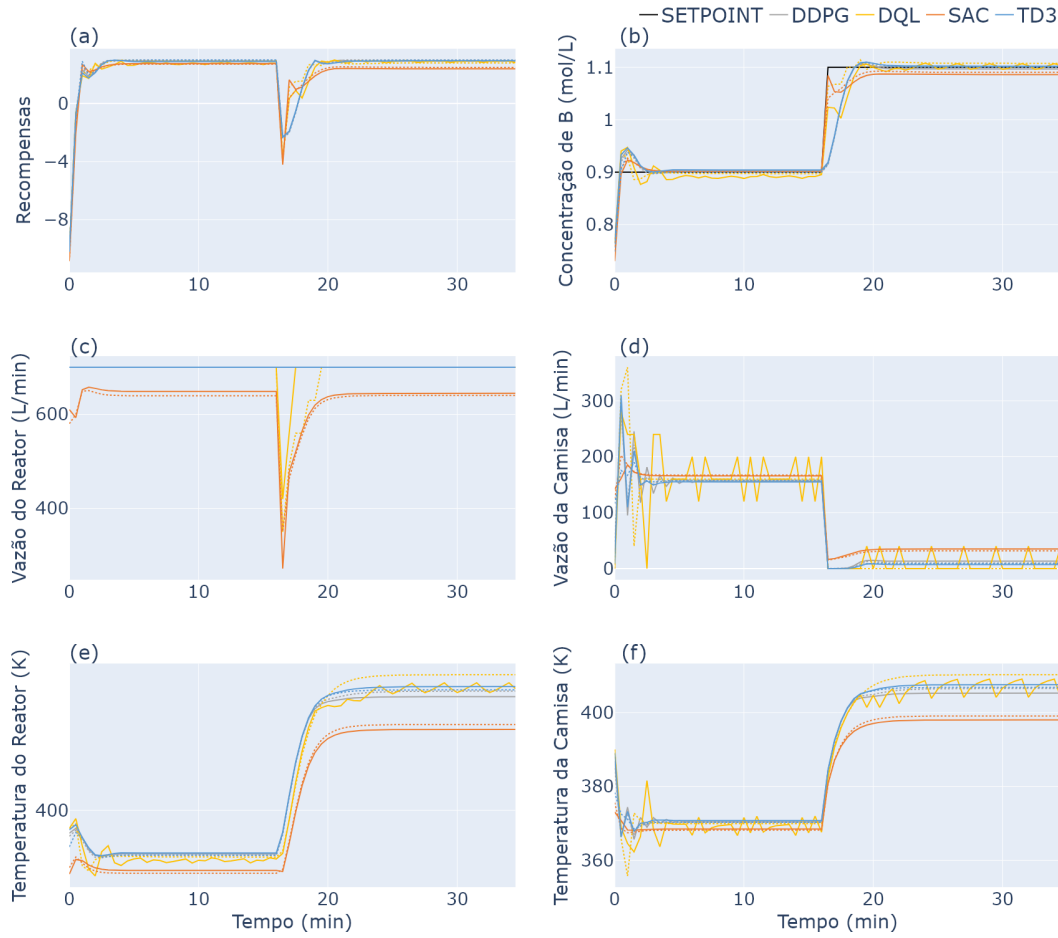 SETPOINT DDPG DQL SAC TD3
(a)
Recompensas
0
−4
−8
0 10 20 30
(b)
Concentração de B (mol/L)
1.1
1
0.9
0.8
0 10 20 30
(c)
Vazão do Reator (L/min)
600
400
0 10 20 30
(d)
Vazão da Camisa (L/min)
300
200
100
0
0 10 20 30
(e)
Temperatura do Reator (K)
400
0 10 20 30
Tempo (min)
(f)
Temperatura da Camisa (K)
400
380
360
0 10 20 30
Tempo (min)